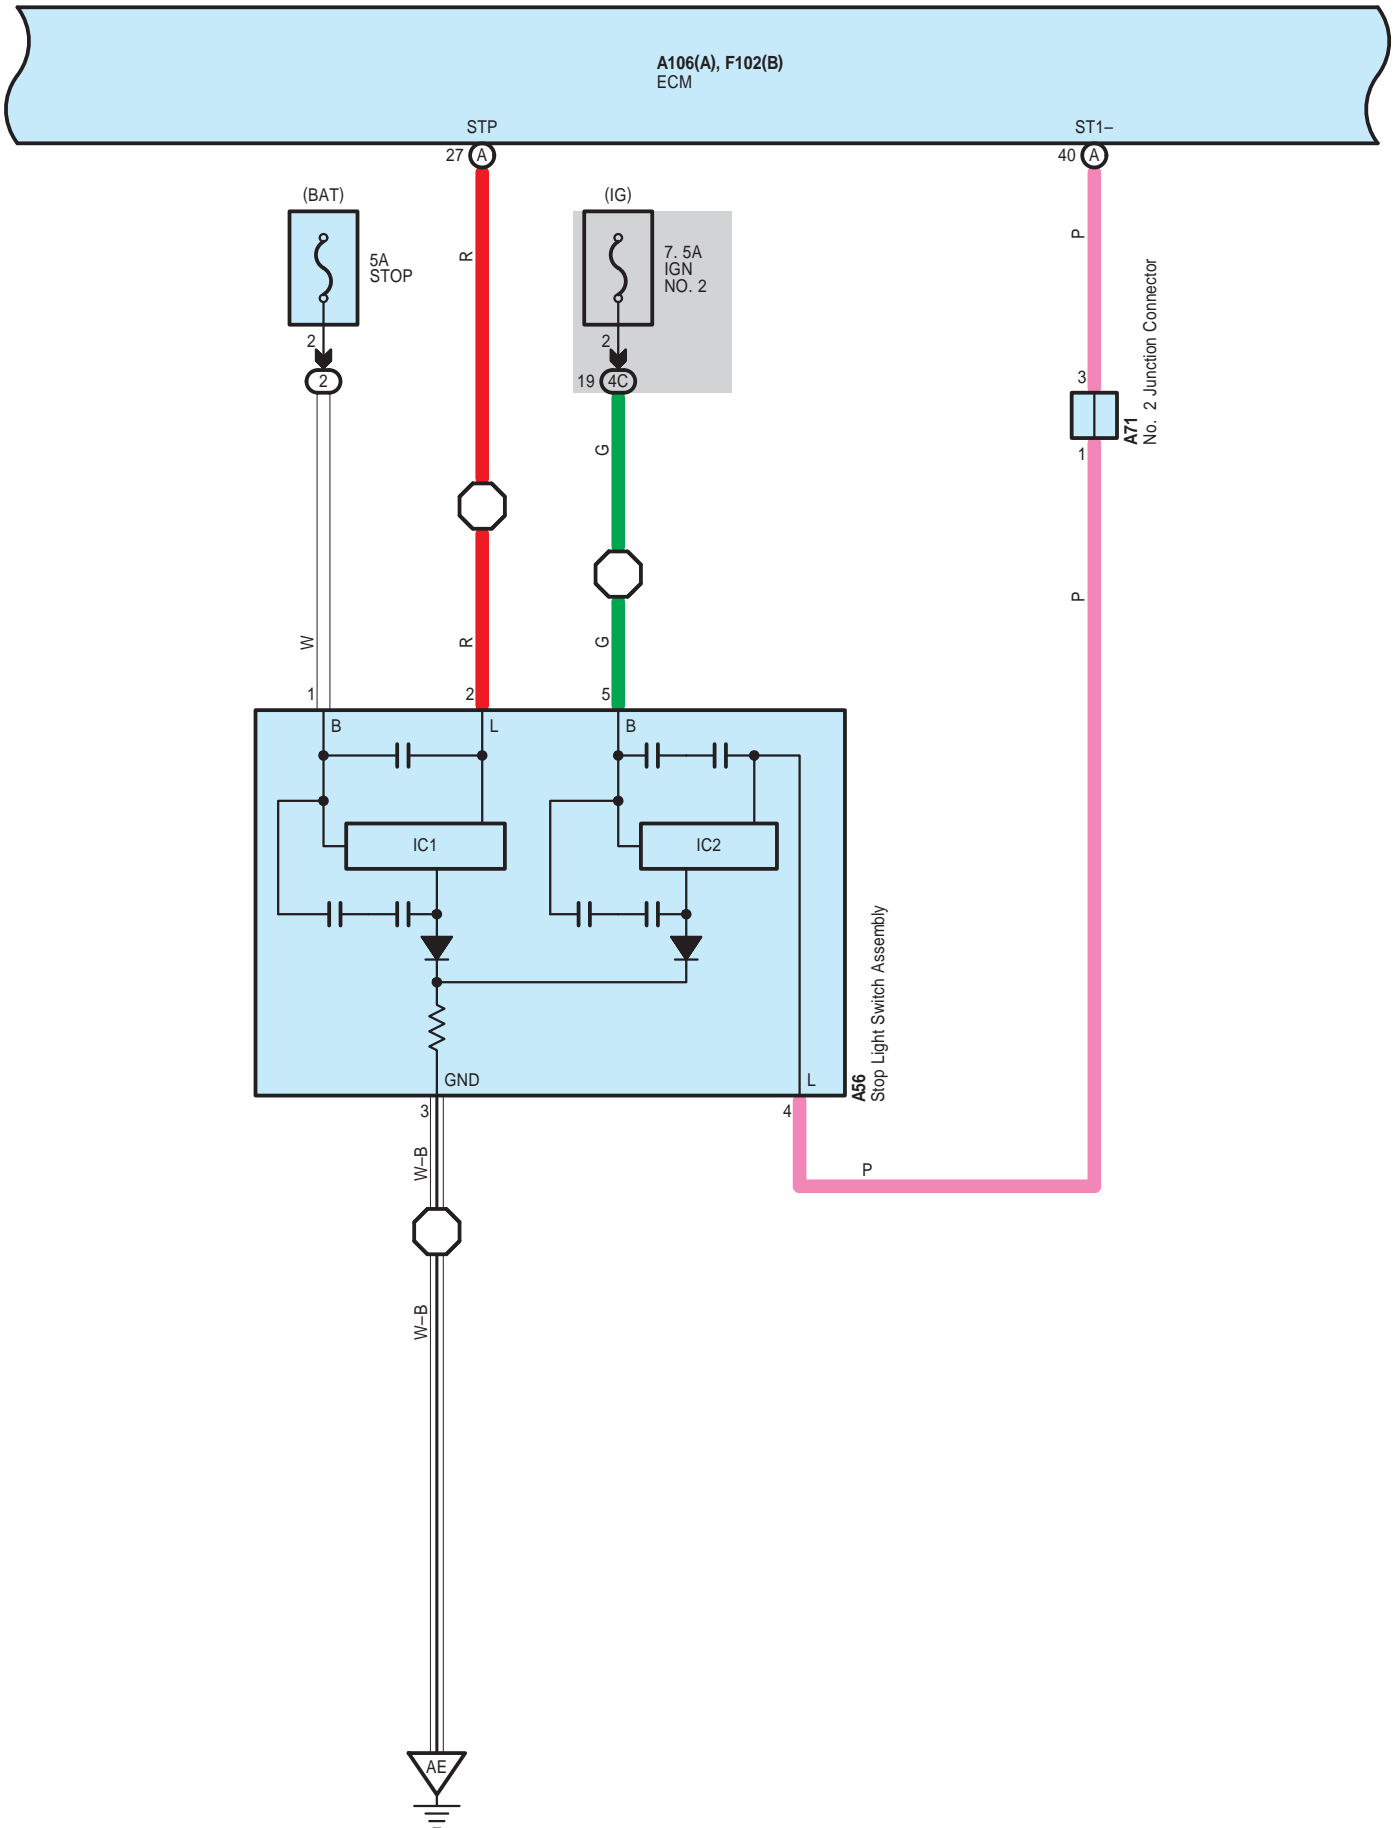 A106(A), F102(B)
ECM
STP
ST1–
27 A
40 A
(BAT)
(IG)
5A
STOP
7. 5A
IGN
NO. 2
R
P
2
2
2
19 4C
3
A71
No. 2 Junction Connector
1
G
P
W
R
G
1
2
5
B
L
B
IC1
IC2
GND
L
A56
Stop Light Switch Assembly
3
4
W–B
P
W–B
AE